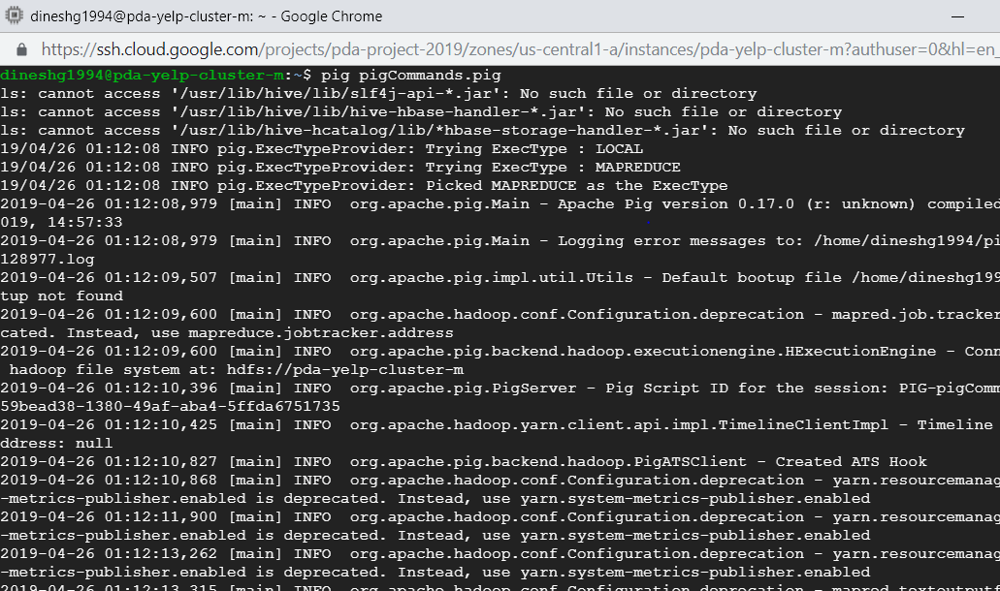 dineshg1994@pda-yelp-cluster-m: ~ - Google Chrome
https://ssh.cloud.google.com/projects/pda-project-2019/zones/us-central1-a/instances/pda-yelp-cluster-m?authuser=0&hl=en_
dineshg1994@pda-yelp-cluster-m:~$ pig pigCommands.pig
ls: cannot access '/usr/lib/hive/lib/slf4j-api-*.jar': No such file or directory
ls: cannot access '/usr/lib/hive/lib/hive-hbase-handler-*.jar': No such file or directory
ls: cannot access '/usr/lib/hive-hcatalog/lib/*hbase-storage-handler-*.jar': No such file or directory
19/04/26 01:12:08 INFO pig.ExecTypeProvider: Trying ExecType : LOCAL
19/04/26 01:12:08 INFO pig.ExecTypeProvider: Trying ExecType : MAPREDUCE
19/04/26 01:12:08 INFO pig.ExecTypeProvider: Picked MAPREDUCE as the ExecType
2019-04-26 01:12:08,979 [main] INFO  org.apache.pig.Main - Apache Pig version 0.17.0 (r: unknown) compiled
019, 14:57:33
2019-04-26 01:12:08,979 [main] INFO  org.apache.pig.Main - Logging error messages to: /home/dineshg1994/pi
128977.log
2019-04-26 01:12:09,507 [main] INFO  org.apache.pig.impl.util.Utils - Default bootup file /home/dineshg199
tup not found
2019-04-26 01:12:09,600 [main] INFO  org.apache.hadoop.conf.Configuration.deprecation - mapred.job.tracker
cated. Instead, use mapreduce.jobtracker.address
2019-04-26 01:12:09,600 [main] INFO  org.apache.pig.backend.hadoop.executionengine.HExecutionEngine - Conn
 hadoop file system at: hdfs://pda-yelp-cluster-m
2019-04-26 01:12:10,396 [main] INFO  org.apache.pig.PigServer - Pig Script ID for the session: PIG-pigComm
59bead38-1380-49af-aba4-5ffda6751735
2019-04-26 01:12:10,425 [main] INFO  org.apache.hadoop.yarn.client.api.impl.TimelineClientImpl - Timeline
ddress: null
2019-04-26 01:12:10,827 [main] INFO  org.apache.pig.backend.hadoop.PigATSClient - Created ATS Hook
2019-04-26 01:12:10,868 [main] INFO  org.apache.hadoop.conf.Configuration.deprecation - yarn.resourcemanag
-metrics-publisher.enabled is deprecated. Instead, use yarn.system-metrics-publisher.enabled
2019-04-26 01:12:11,900 [main] INFO  org.apache.hadoop.conf.Configuration.deprecation - yarn.resourcemanag
-metrics-publisher.enabled is deprecated. Instead, use yarn.system-metrics-publisher.enabled
2019-04-26 01:12:13,262 [main] INFO  org.apache.hadoop.conf.Configuration.deprecation - yarn.resourcemanag
-metrics-publisher.enabled is deprecated. Instead, use yarn.system-metrics-publisher.enabled
2019-04-26 01:12:13,315 [main] INFO  org.apache.hadoop.conf.Configuration.deprecation - mapred.textoutput